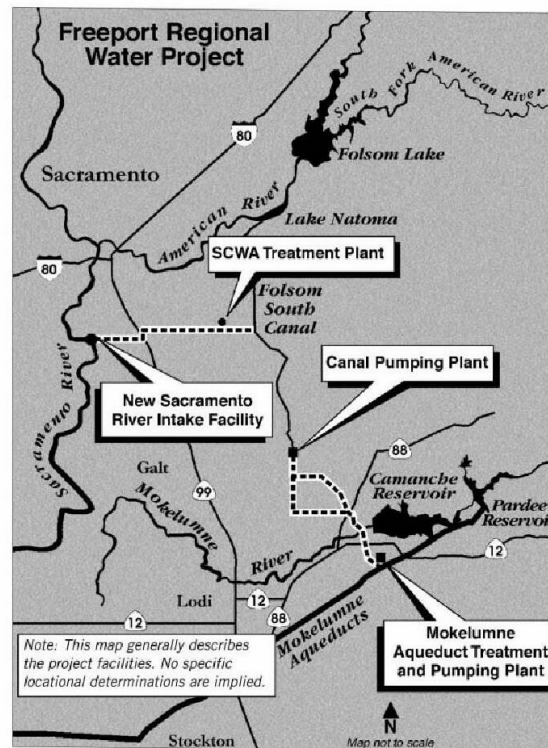 Freeport Regional
Water Project
South Fork American River
80
Folsom Lake
Sacramento
American River
Lake Natoma
SCWA Treatment Plant
80
Folsom
South
Canal
Canal Pumping Plant
New Sacramento
River Intake Facility
Sacramento River
88
Galt
99
Camanche
Reservoir
Pardee
Reservoir
Mokelumne
River
12
Lodi
12
88
12
Mokelumne
Aqueducts
Mokelumne
Aqueduct Treatment
and Pumping Plant
Note: This map generally describes
the project facilities. No specific
locational determinations are implied.
N
Stockton
Map not to scale